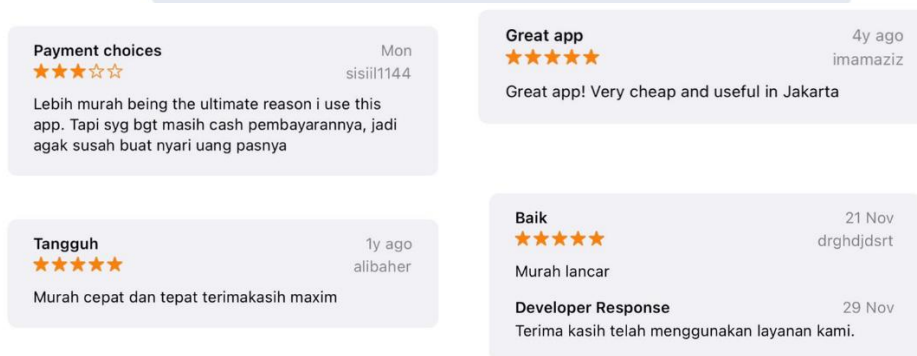 Payment choices Mon
sisiil1144
Lebih murah being the ultimate reason i use this
app. Tapi syg bgt masih cash pembayarannya, jadi
agak susah buat nyari uang pasnya
Great app 4y ago
imamaziz
Great app! Very cheap and useful in Jakarta
Tangguh 1y ago
alibaher
Murah cepat dan tepat terimakasih maxim
Baik 21 Nov
drghdjdsrt
Murah lancar
Developer Response 29 Nov
Terima kasih telah menggunakan layanan kami.